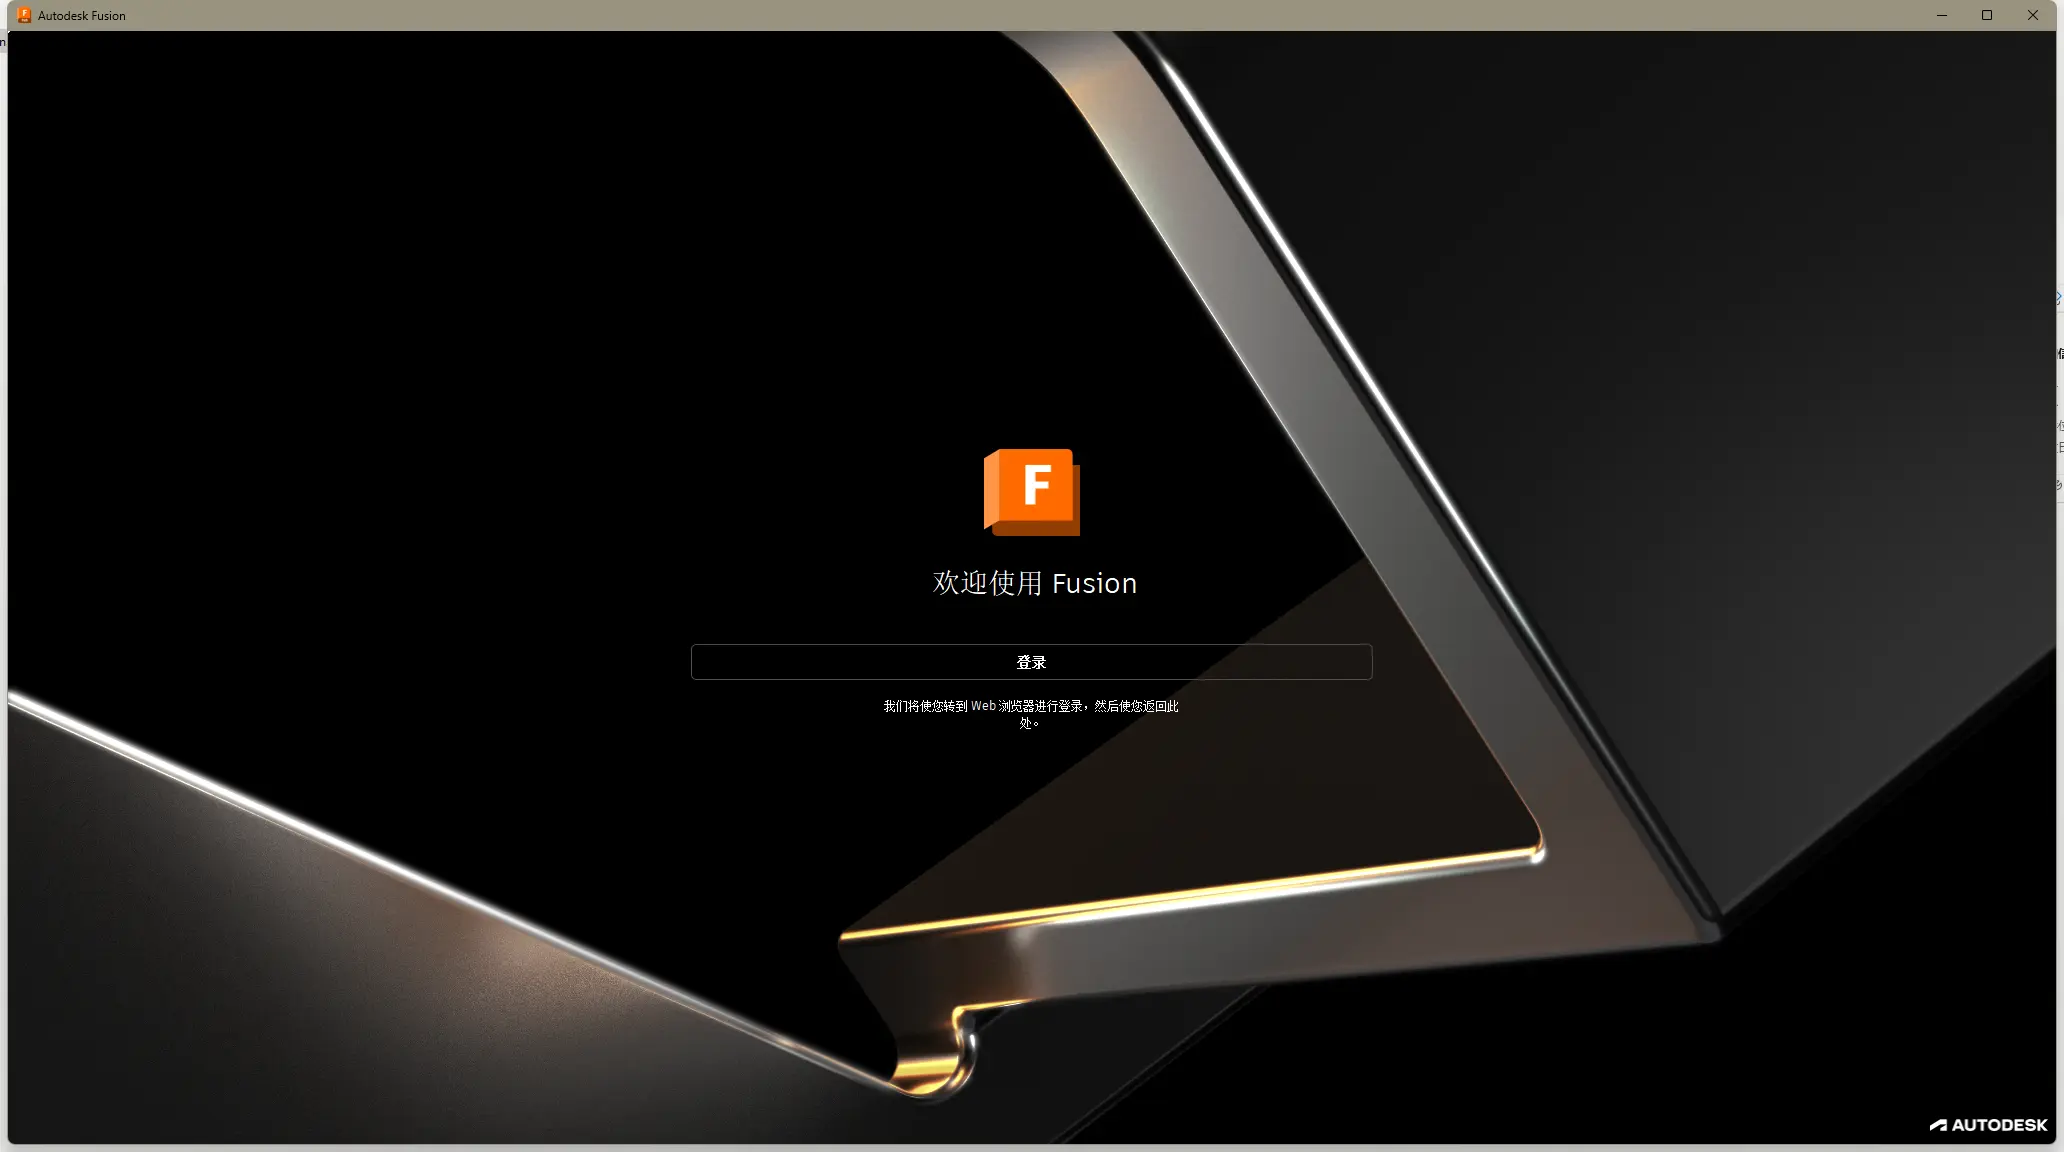 Autodesk Fusion
F
欢迎使用 Fusion
登录
我们将使您转到 Web 浏览器进行登录，然后使您返回此
处。
AUTODESK